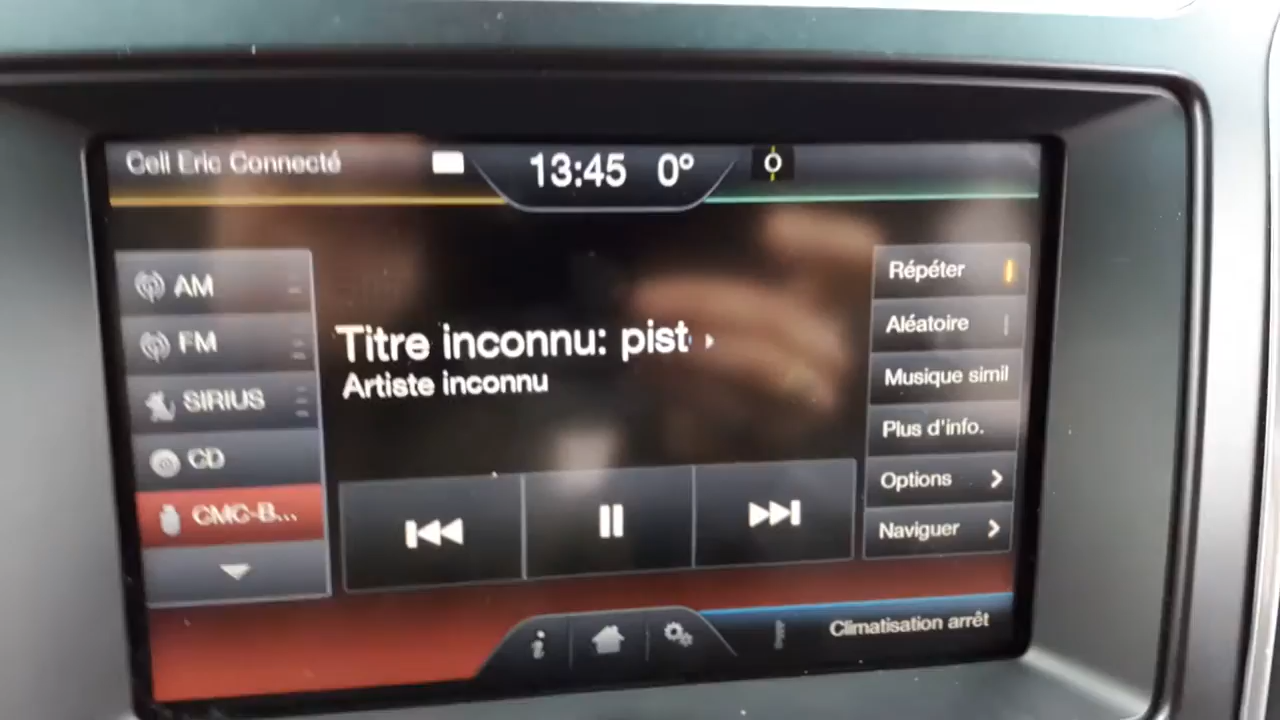 Cell Eric Connecté
13:45 0°
AM
FM
SIRIUS
CD
CMC-B...
Titre inconnu: pist
Artiste inconnu
Répéter
Aléatoire
Musique simil
Plus d'info.
Options
Naviguer
Climatisation arrêt